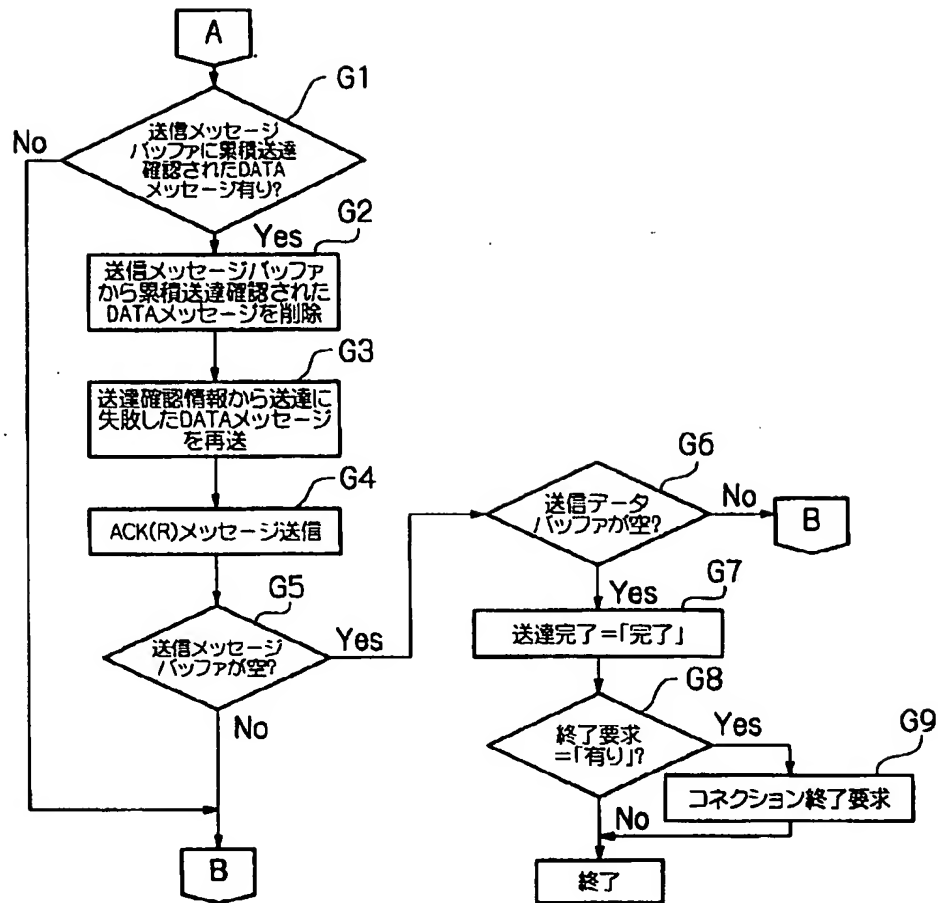 A
G1
No
送信メッセージ
バッファに累積送達
確認されたDATA
メッセージ有り?
Yes
G2
送信メッセージバッファ
から累積送達確認された
DATAメッセージを削除
G3
送達確認情報から送達に
失敗したDATAメッセージ
を再送
G4
ACK(R)メッセージ送信
G5
送信メッセージ
バッファが空?
Yes
No
B
G6
送信データ
バッファが空?
No
B
Yes
G7
送達完了=「完了」
G8
終了要求
=「有り」?
Yes
G9
コネクション終了要求
No
終了